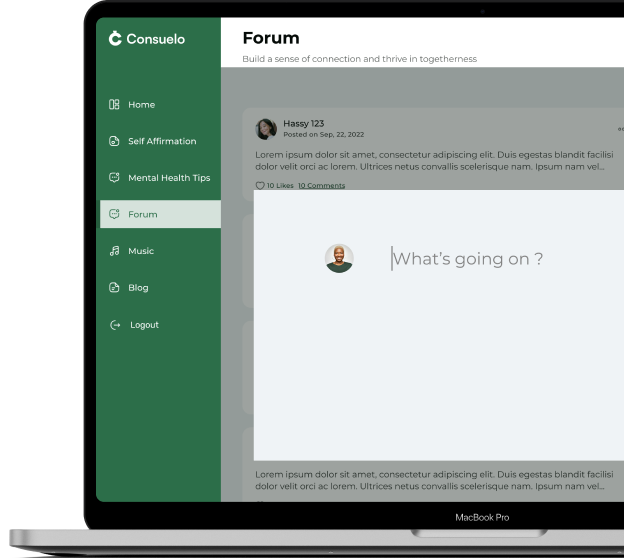 Consuelo
Forum
Build a sense of connection and thrive in togetherness
Home
Self Affirmation
Mental Health Tips
Forum
Music
Blog
Logout
Hassy 123
Posted on Sep, 22, 2022
Lorem ipsum dolor sit amet, consectetur adipiscing elit. Duis egestas blandit facilisi
dolor velit orci ac lorem. Ultrices netus convallis scelerisque nam. Ipsum nam vel...
10 Likes 10 Comments
What's going on ?
Lorem ipsum dolor sit amet, consectetur adipiscing elit. Duis egestas blandit facilisi
dolor velit orci ac lorem. Ultrices netus convallis scelerisque nam. Ipsum nam vel...
MacBook Pro